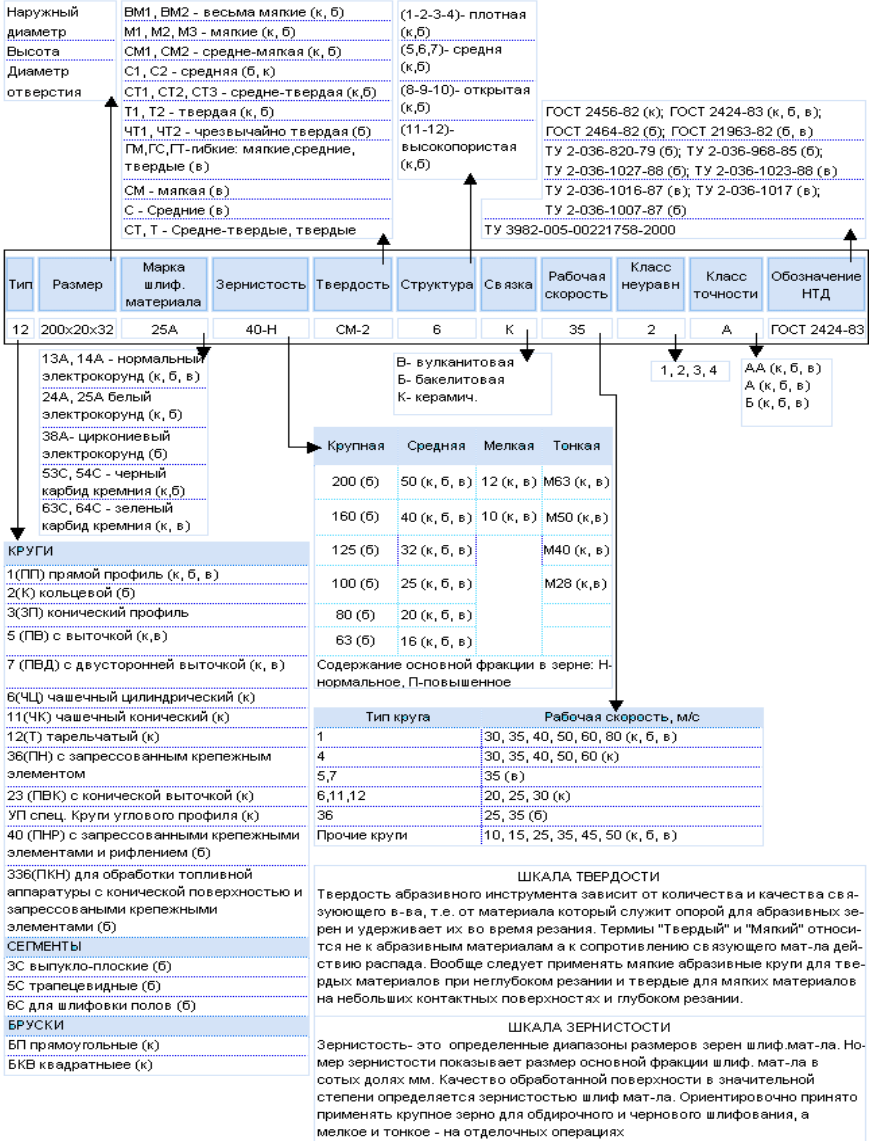 Наружный
диаметр
Высота
Диаметр
отверстия
ВМ1, ВМ2 - весьма мягкие (к, б)
М1, М2, М3 - мягкие (к, б)
СМ1, СМ2 - средне-мягкая (к, б)
С1, С2 - средняя (б, к)
СТ1, СТ2, СТ3 - средне-твердая (к,б)
Т1, Т2 - твердая (к, б)
ЧТ1, ЧТ2 - чрезвычайно твердая (б)
ГМ,ГС,ГТ-гибкие: мягкие,средние,
твердые (в)
СМ - мягкая (в)
С - Средние (в)
СТ, Т - Средне-твердые, твердые
(1-2-3-4)- плотная
(к,б)
(5,6,7)- средня
(к,б)
(8-9-10)- открытая
(к,б)
(11-12)-
высокопористая
(к,б)
ГОСТ 2456-82 (к); ГОСТ 2424-83 (к, б, в);
ГОСТ 2464-82 (б); ГОСТ 21963-82 (б, в)
ТУ 2-036-820-79 (б); ТУ 2-036-968-85 (б);
ТУ 2-036-1027-88 (б); ТУ 2-036-1023-88 (в)
ТУ 2-036-1016-87 (в); ТУ 2-036-1017 (в);
ТУ 2-036-1007-87 (б)
ТУ 3982-005-00221758-2000
Тип Размер Марка шлиф. материала Зернистость Твердость Структура Связка Рабочая скорость Класс неуравн Класс точности Обозначение НТД
12 200x20x32 25А 40-Н СМ-2 6 К 35 2 А ГОСТ 2424-83
13А, 14А - нормальный
электрокорунд (к, б, в)
24А, 25А белый
электрокорунд (к, б)
38А- циркониевый
электрокорунд (б)
53С, 54С - черный
карбид кремния (к,б)
63С, 64С - зеленый
карбид кремния (к, в)
В- вулканитовая
Б- бакелитовая
К- керамич.
1, 2, 3, 4
АА (к, б, в)
А (к, б, в)
Б (к, б, в)
Крупная Средняя Мелкая Тонкая
200 (б) 50 (к, б, в) 12 (к, в) М63 (к, в)
160 (б) 40 (к, б, в) 10 (к, в) М50 (к,в)
125 (б) 32 (к, б, в) М40 (к, в)
100 (б) 25 (к, б, в) М28 (к,в)
80 (б) 20 (к, б, в)
63 (б) 16 (к, б, в)
Содержание основной фракции в зерне: Н-
нормальное, П-повышенное
КРУГИ
1(ПП) прямой профиль (к, б, в)
2(К) кольцевой (б)
3(3П) конический профиль
5 (ПВ) с выточкой (к,в)
7 (ПВД) с двусторонней выточкой (к, в)
6(ЧЦ) чашечный цилиндрический (к)
11(ЧК) чашечный конический (к)
12(Т) тарельчатый (к)
36(ПН) с запрессованным крепежным
элементом
23 (ПВК) с конической выточкой (к)
УП спец. Круги углового профиля (к)
40 (ПНР) с запрессованными крепежными
элементами и рифлением (б)
336(ПКН) для обработки топливной
аппаратуры с конической поверхностью и
запрессоваными крепежными
элементами (б)
СЕГМЕНТЫ
3С выпукло-плоские (б)
5С трапецевидные (б)
6С для шлифовки полов (б)
БРУСКИ
БП прямоугольные (к)
БКВ квадратныее (к)
Тип круга Рабочая скорость, м/с
1 30, 35, 40, 50, 60, 80 (к, б, в)
4 30, 35, 40, 50, 60 (к)
5,7 35 (в)
6,11,12 20, 25, 30 (к)
36 25, 35 (б)
Прочие круги 10, 15, 25, 35, 45, 50 (к, б, в)
ШКАЛА ТВЕРДОСТИ
Твердость абразивного инструмента зависит от количества и качества свя-
зуюющего в-ва, т.е. от материала который служит опорой для абразивных зе-
рен и удерживает их во время резания. Термиы "Твердый" и "Мягкий" относи-
тся не к абразивным материалам а к сопротивлению связующего мат-ла дей-
ствию распада. Вообще следует применять мягкие абразивные круги для тве-
рдых материалов при неглубоком резании и твердые для мягких материалов
на небольших контактных поверхностях и глубоком резании.
ШКАЛА ЗЕРНИСТОСТИ
Зернистость- это определенные диапазоны размеров зерен шлиф.мат-ла. Но-
мер зернистости показывает размер основной фракции шлиф. мат-ла в
сотых долях мм. Качество обработанной поверхности в значительной
степени определяется зернистостью шлиф мат-ла. Ориентировочно принято
применять крупное зерно для обдирочного и чернового шлифования, а
мелкое и тонкое - на отделочных операциях